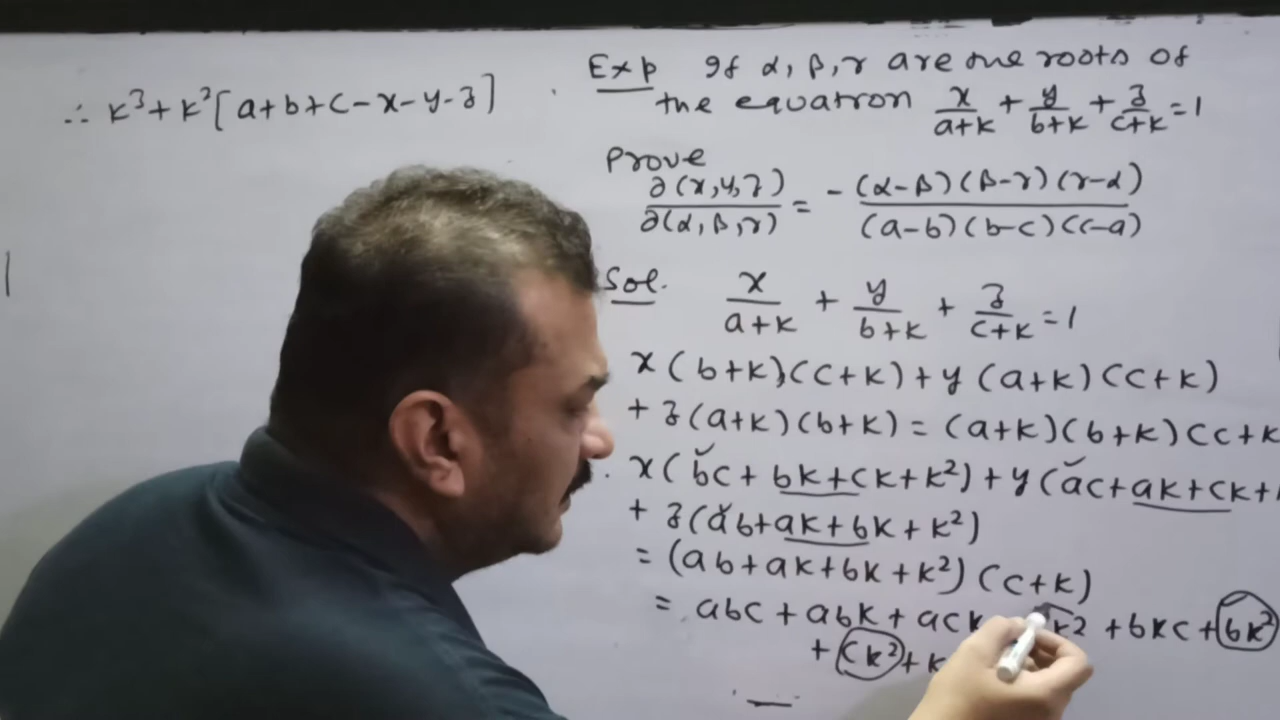 ∴ k³+k²[a+b+c-x-y-z]
Exp If α, β, γ are the roots of
the equation x/(a+k) + y/(b+k) + z/(c+k) = 1
Prove
∂(x,y,z)/∂(α,β,γ) = - (α-β)(β-γ)(γ-α)/(a-b)(b-c)(c-a)
Sol. x/(a+k) + y/(b+k) + z/(c+k) = 1
x(b+k)(c+k)+y(a+k)(c+k)
+ z(a+k)(b+k) = (a+k)(b+k)(c+k
x(bc+bk+ck+k²)+y(ac+ak+ck+
+ z(ab+ak+bk+k²)
= (ab+ak+bk+k²)(c+k)
= abc+abk+ack k² +bkc+bk²
+ck²+k